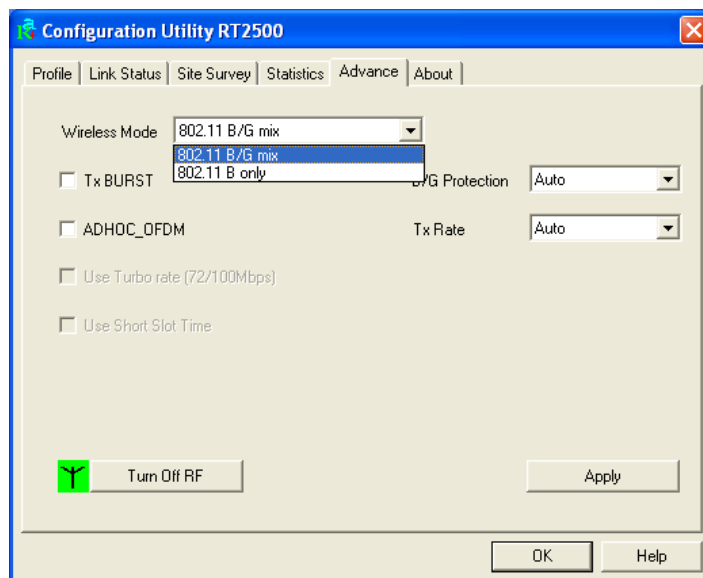 Configuration Utility RT2500
Profile Link Status Site Survey Statistics Advance About
Wireless Mode 802.11 B/G mix
802.11 B/G mix
802.11 B only
Tx BURST B/G Protection Auto
ADHOC_OFDM Tx Rate Auto
Use Turbo rate (72/100Mbps)
Use Short Slot Time
Turn Off RF Apply
OK Help